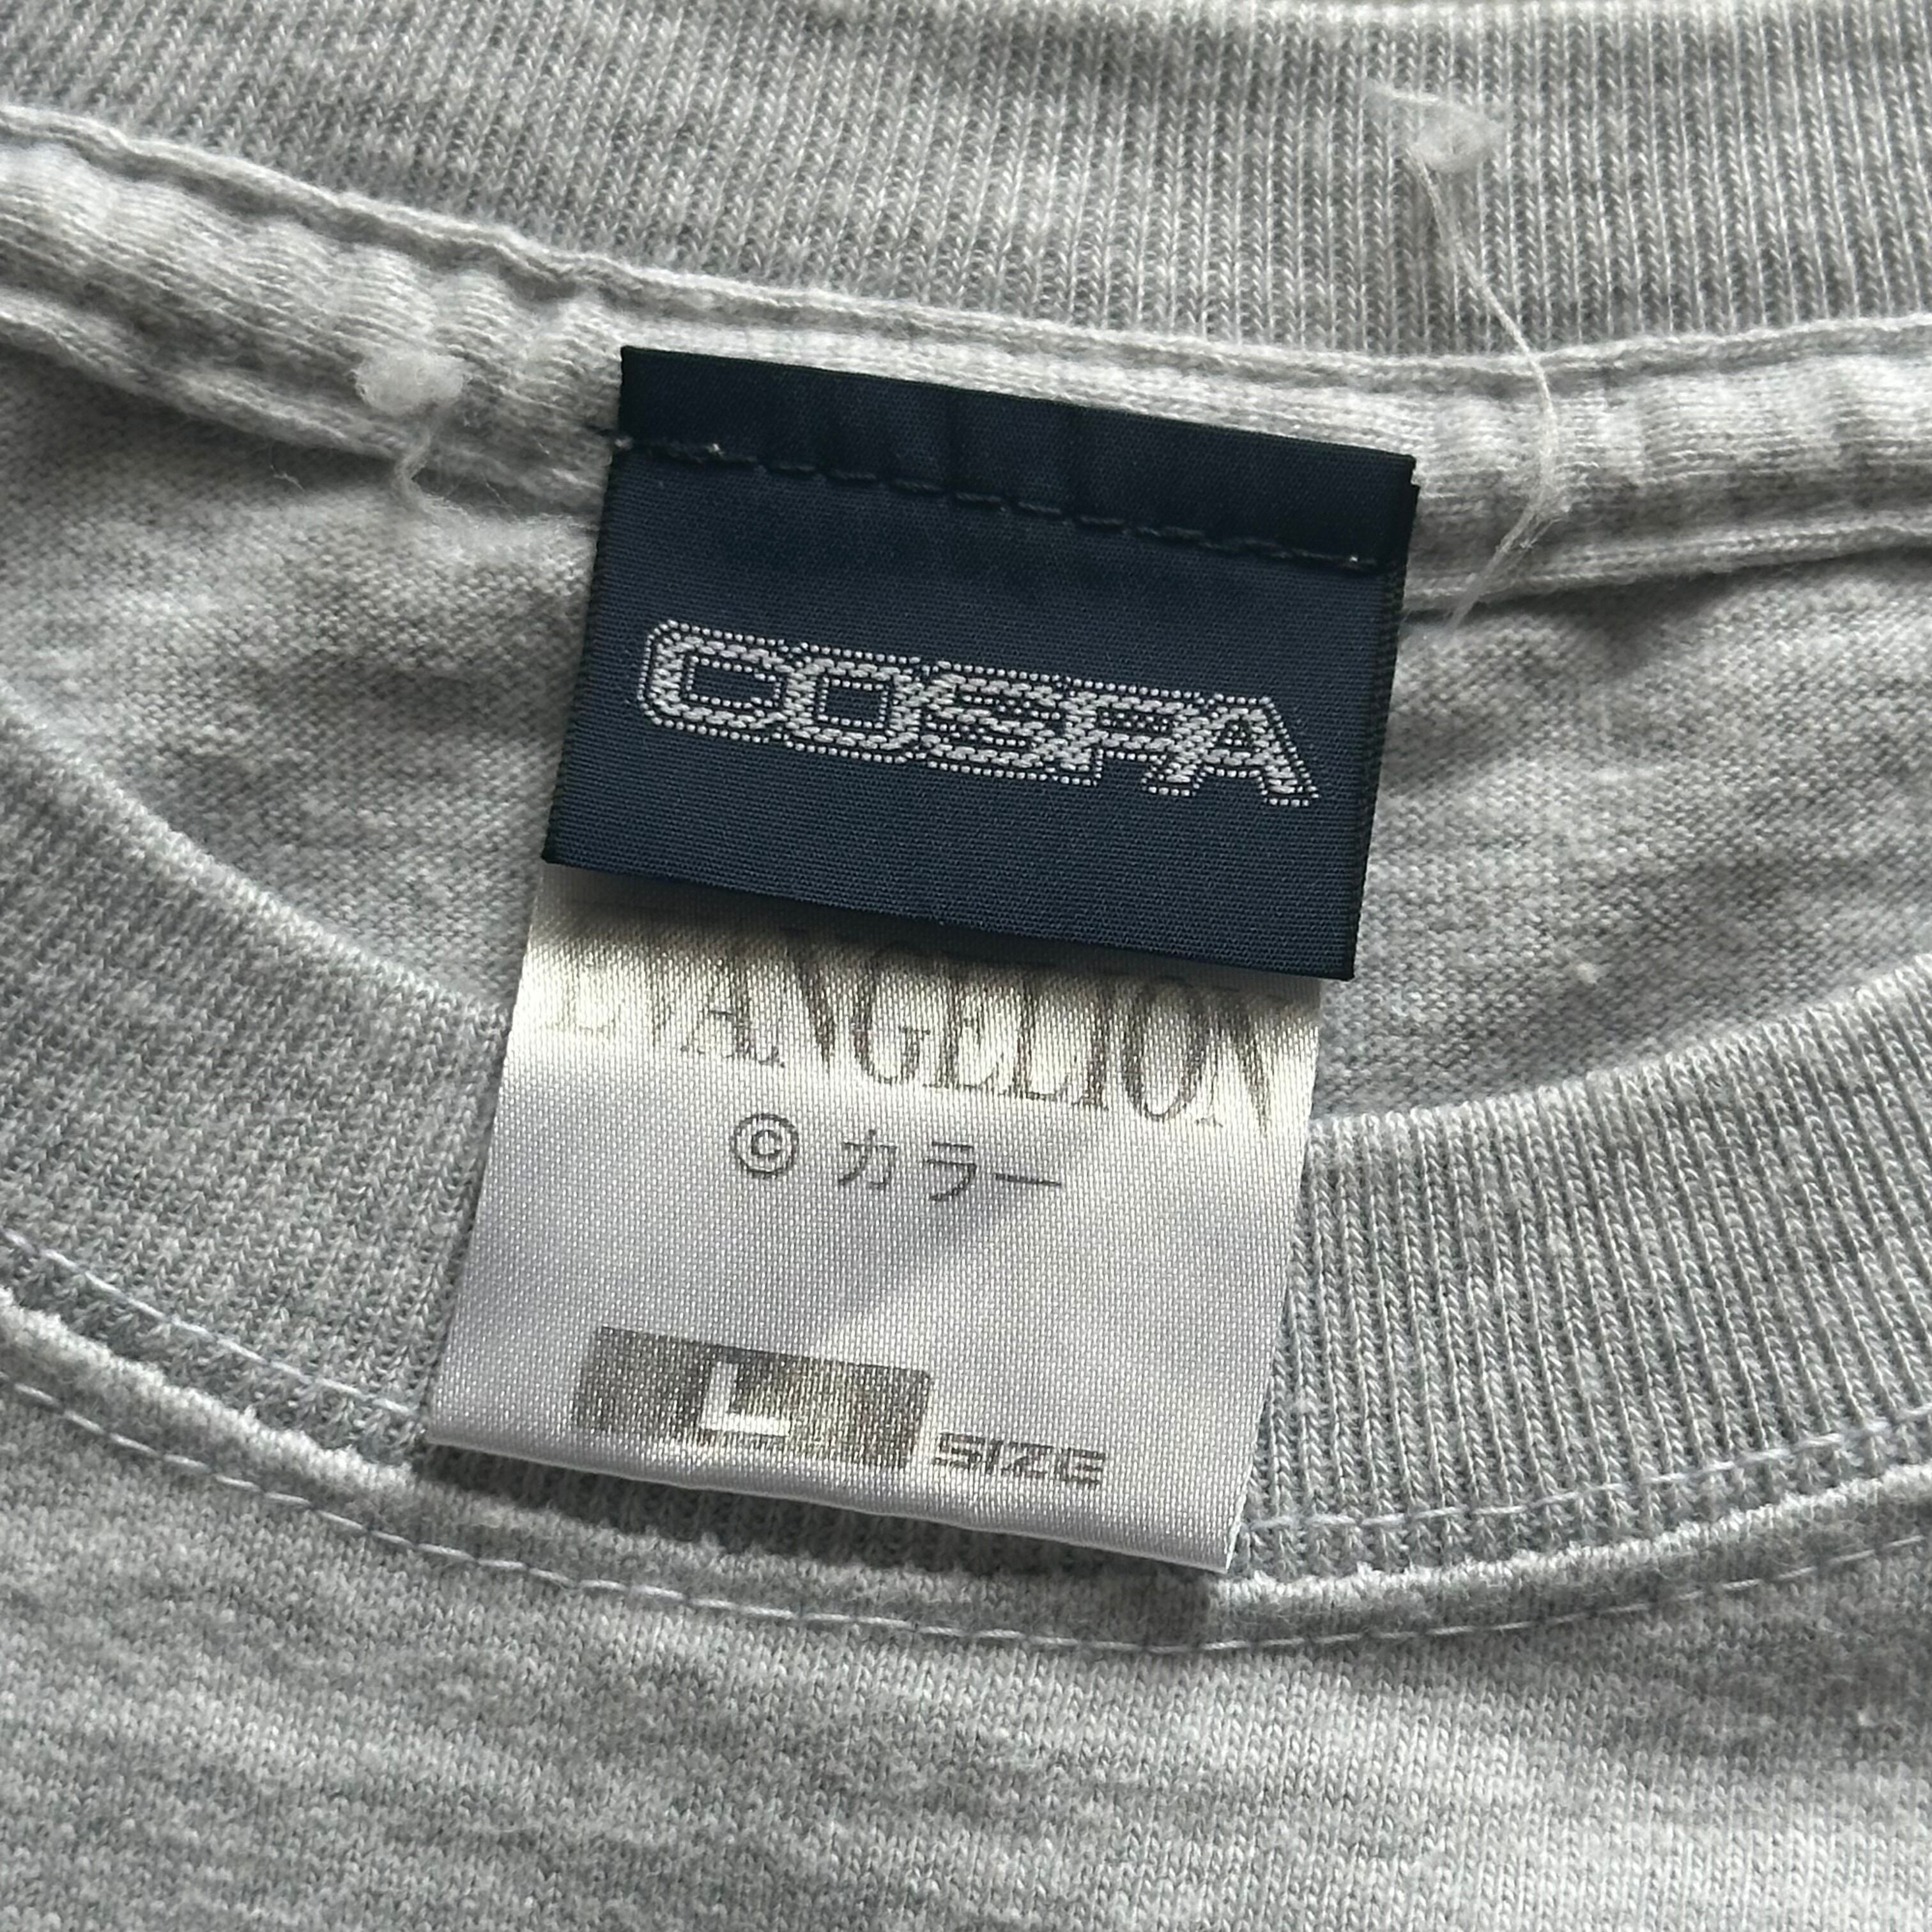 COSPA
EVANGELION
© カラー
L SIZE